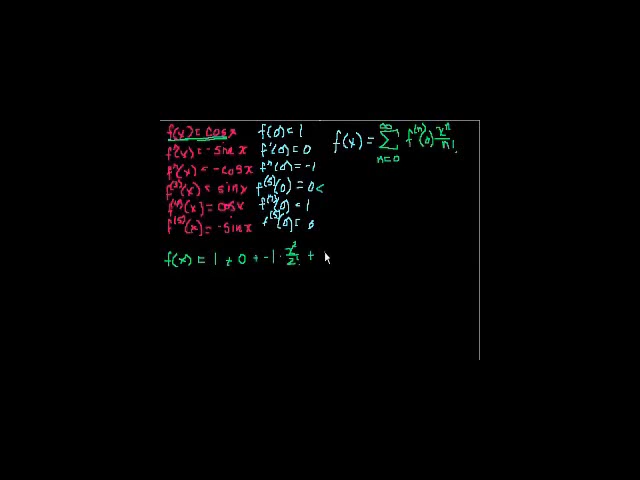 f(x) = cos x f(0) = 1 f(x) = ∑ n=0 ∞ f⁽ⁿ⁾(0) xⁿ/n!
f'(x) = -sin x f'(0) = 0
f''(x) = -cos x f''(0) = -1
f⁽³⁾(x) = sin x f⁽³⁾(0) = 0
f⁽⁴⁾(x) = cos x f⁽⁴⁾(0) = 1
f⁽⁵⁾(x) = -sin x f⁽⁵⁾(0) = 0
f(x) = 1 + 0 + -1 · x²/2! +